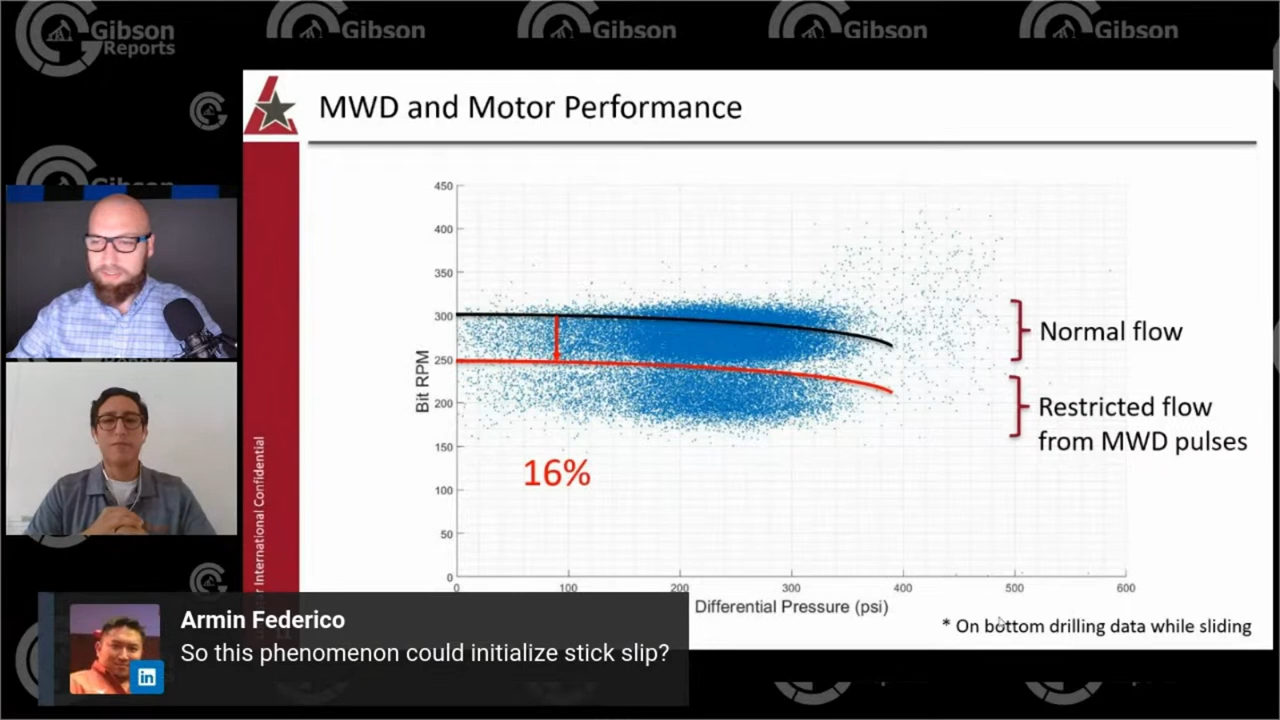 Gibson
Reports
Gibson
Gibson
Gibson
Gibson
Gibson
MWD and Motor Performance
450
400
350
300
250
200
150
100
50
0
Bit RPM
0
100
200
300
400
500
600
Differential Pressure (psi)
16%
Normal flow
Restricted flow
from MWD pulses
* On bottom drilling data while sliding
International Confidential
Armin Federico
in
So this phenomenon could initialize stick slip?